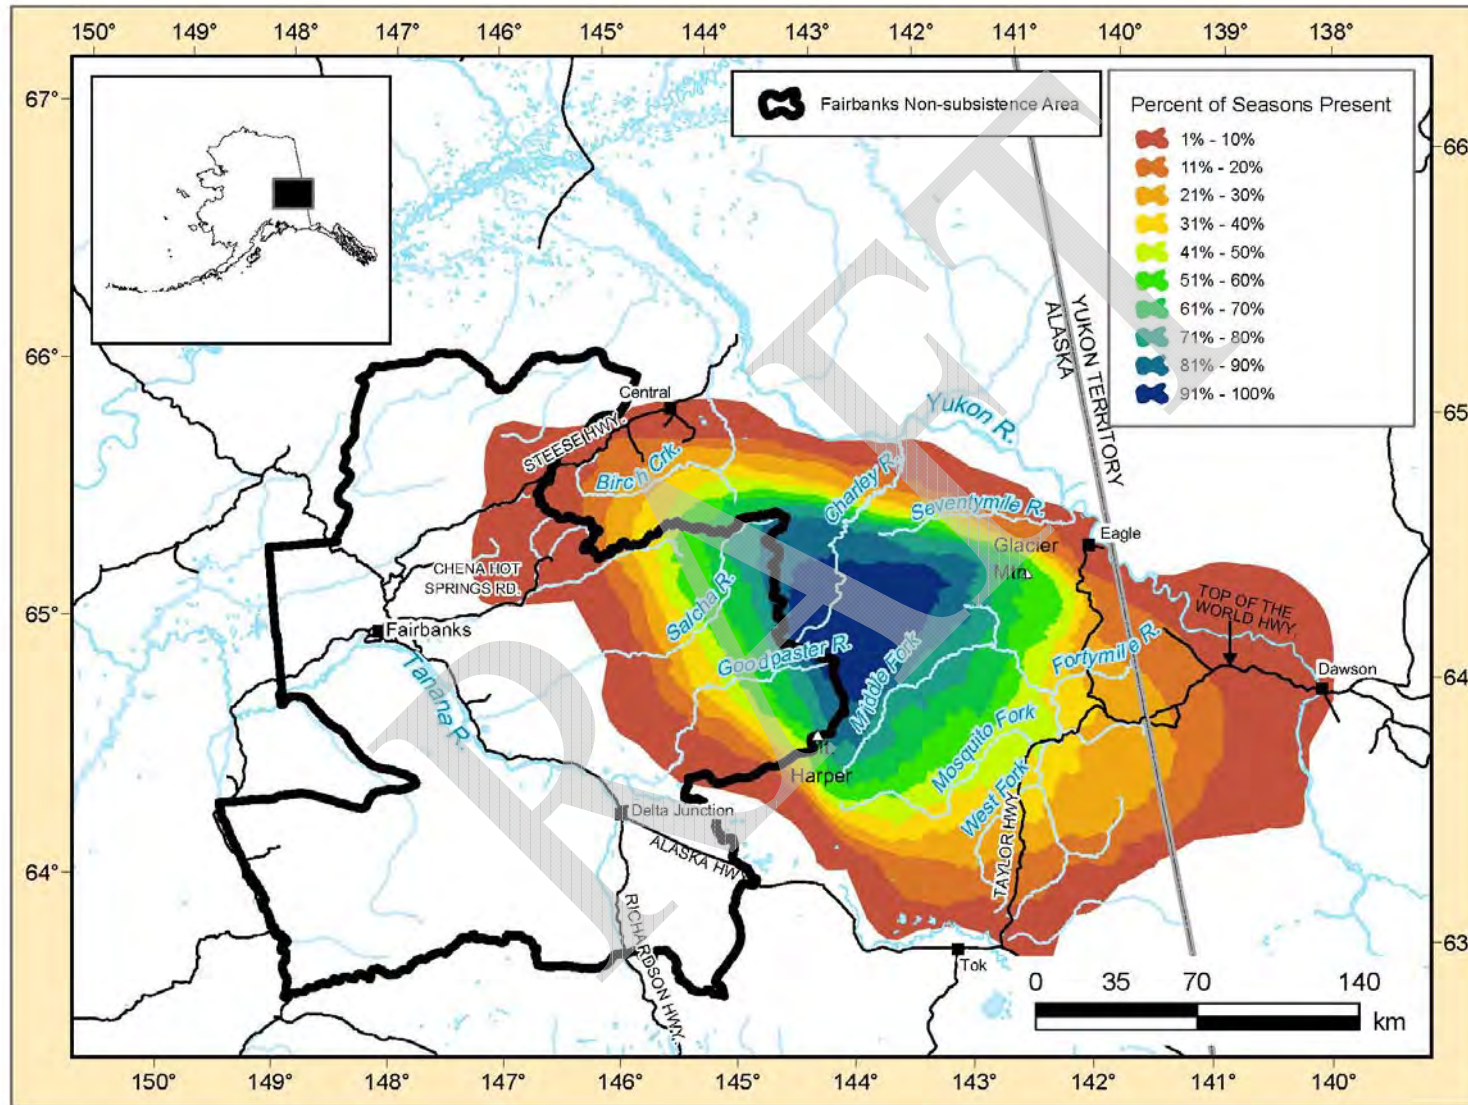 150° 149° 148° 147° 146° 145° 144° 143° 142° 141° 140° 139° 138°
67°
66°
65°
64°
66
65
64
63
Fairbanks Non-subsistence Area
Percent of Seasons Present
1% - 10%
11% - 20%
21% - 30%
31% - 40%
41% - 50%
51% - 60%
61% - 70%
71% - 80%
81% - 90%
91% - 100%
YUKON TERRITORY
ALASKA
Central
STEESE HWY.
Birch Crk.
Yukon R.
Charley R.
Seventymile R.
Eagle
Glacier
Mtn.
CHENA HOT
SPRINGS RD.
TOP OF THE
WORLD HWY.
Salcha R.
Fairbanks
Goodpaster R.
Fortymile R.
Dawson
Tanana R.
Middle Fork
Mt.
Harper
Mosquito Fork
West Fork
TAYLOR HWY
Delta Junction
ALASKA HW
RICHARDSON HWY.
Tok
0 35 70 140
km
150° 149° 148° 147° 146° 145° 144° 143° 142° 141° 140°
DRAFT